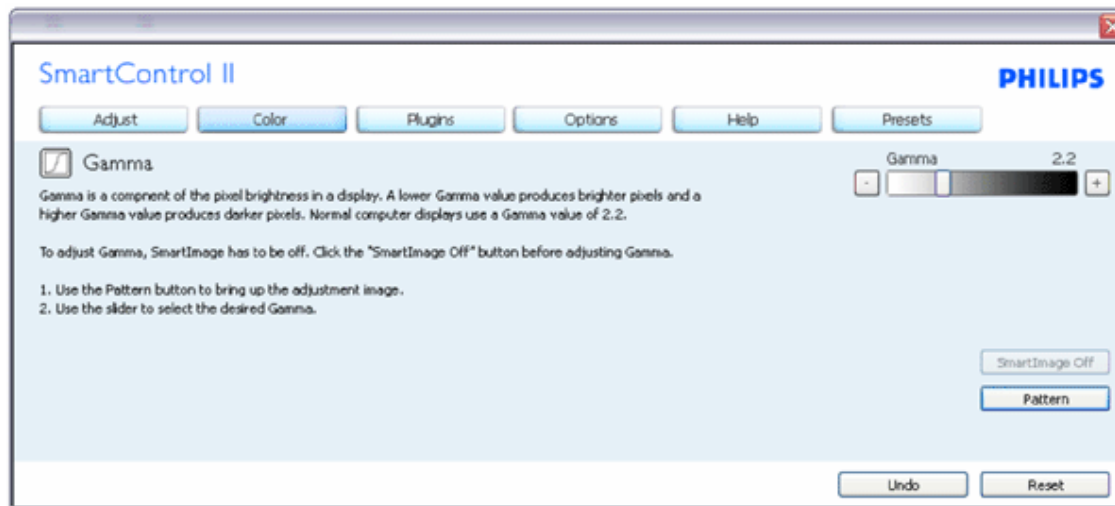 SmartControl II
PHILIPS
Adjust Color Plugins Options Help Presets
Gamma
Gamma 2.2
- +
Gamma is a compnent of the pixel brightness in a display. A lower Gamma value produces brighter pixels and a
higher Gamma value produces darker pixels. Normal computer displays use a Gamma value of 2.2.
To adjust Gamma, SmartImage has to be off. Click the "SmartImage Off" button before adjusting Gamma.
1. Use the Pattern button to bring up the adjustment image.
2. Use the slider to select the desired Gamma.
SmartImage Off
Pattern
Undo Reset